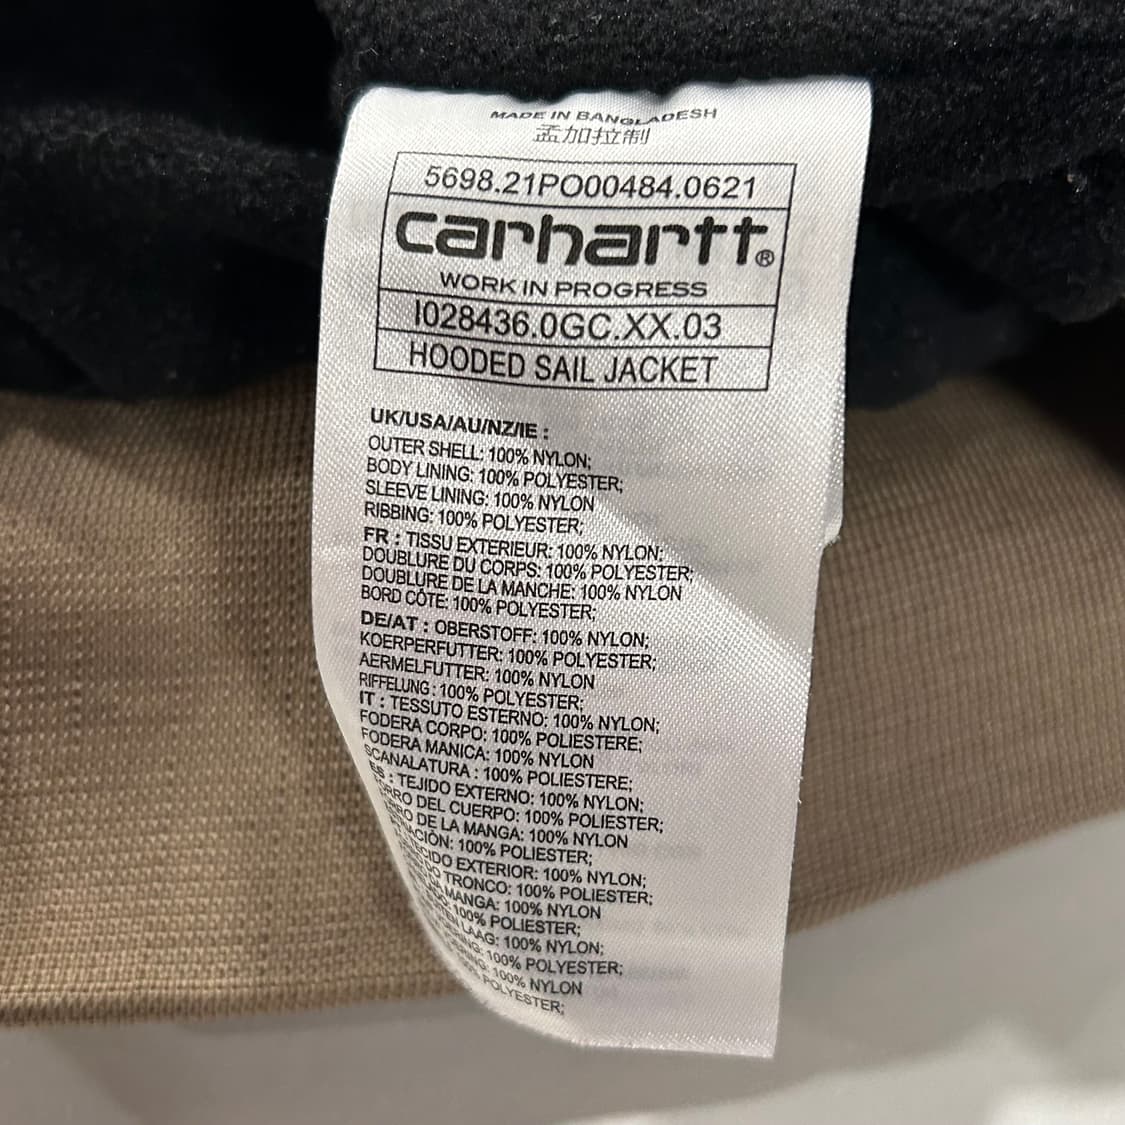 MADE IN BANGLADESH
孟加拉制
5698.21PO00484.0621
carhartt®
WORK IN PROGRESS
I028436.0GC.XX.03
HOODED SAIL JACKET
UK/USA/AU/NZ/IE :
OUTER SHELL: 100% NYLON;
BODY LINING: 100% POLYESTER;
SLEEVE LINING: 100% NYLON
RIBBING: 100% POLYESTER;
FR : TISSU EXTERIEUR: 100% NYLON;
DOUBLURE DU CORPS: 100% POLYESTER;
DOUBLURE DE LA MANCHE: 100% NYLON
BORD CÔTE: 100% POLYESTER;
DE/AT : OBERSTOFF: 100% NYLON;
KOERPERFUTTER: 100% POLYESTER;
AERMELFUTTER: 100% NYLON
RIFFELUNG: 100% POLYESTER;
IT : TESSUTO ESTERNO: 100% NYLON;
FODERA CORPO: 100% POLIESTERE;
FODERA MANICA: 100% NYLON
SCANALATURA : 100% POLIESTERE;
ES : TEJIDO EXTERNO: 100% NYLON;
DEL CUERPO: 100% POLIESTER;
DE LA MANGA: 100% NYLON
100% POLIESTER;
EXTERIOR: 100% NYLON;
DO TRONCO: 100% POLIESTER;
DA MANGA: 100% NYLON
100% POLIESTER;
LAAG: 100% NYLON;
100% POLYESTER;
100% NYLON
100% POLYESTER;